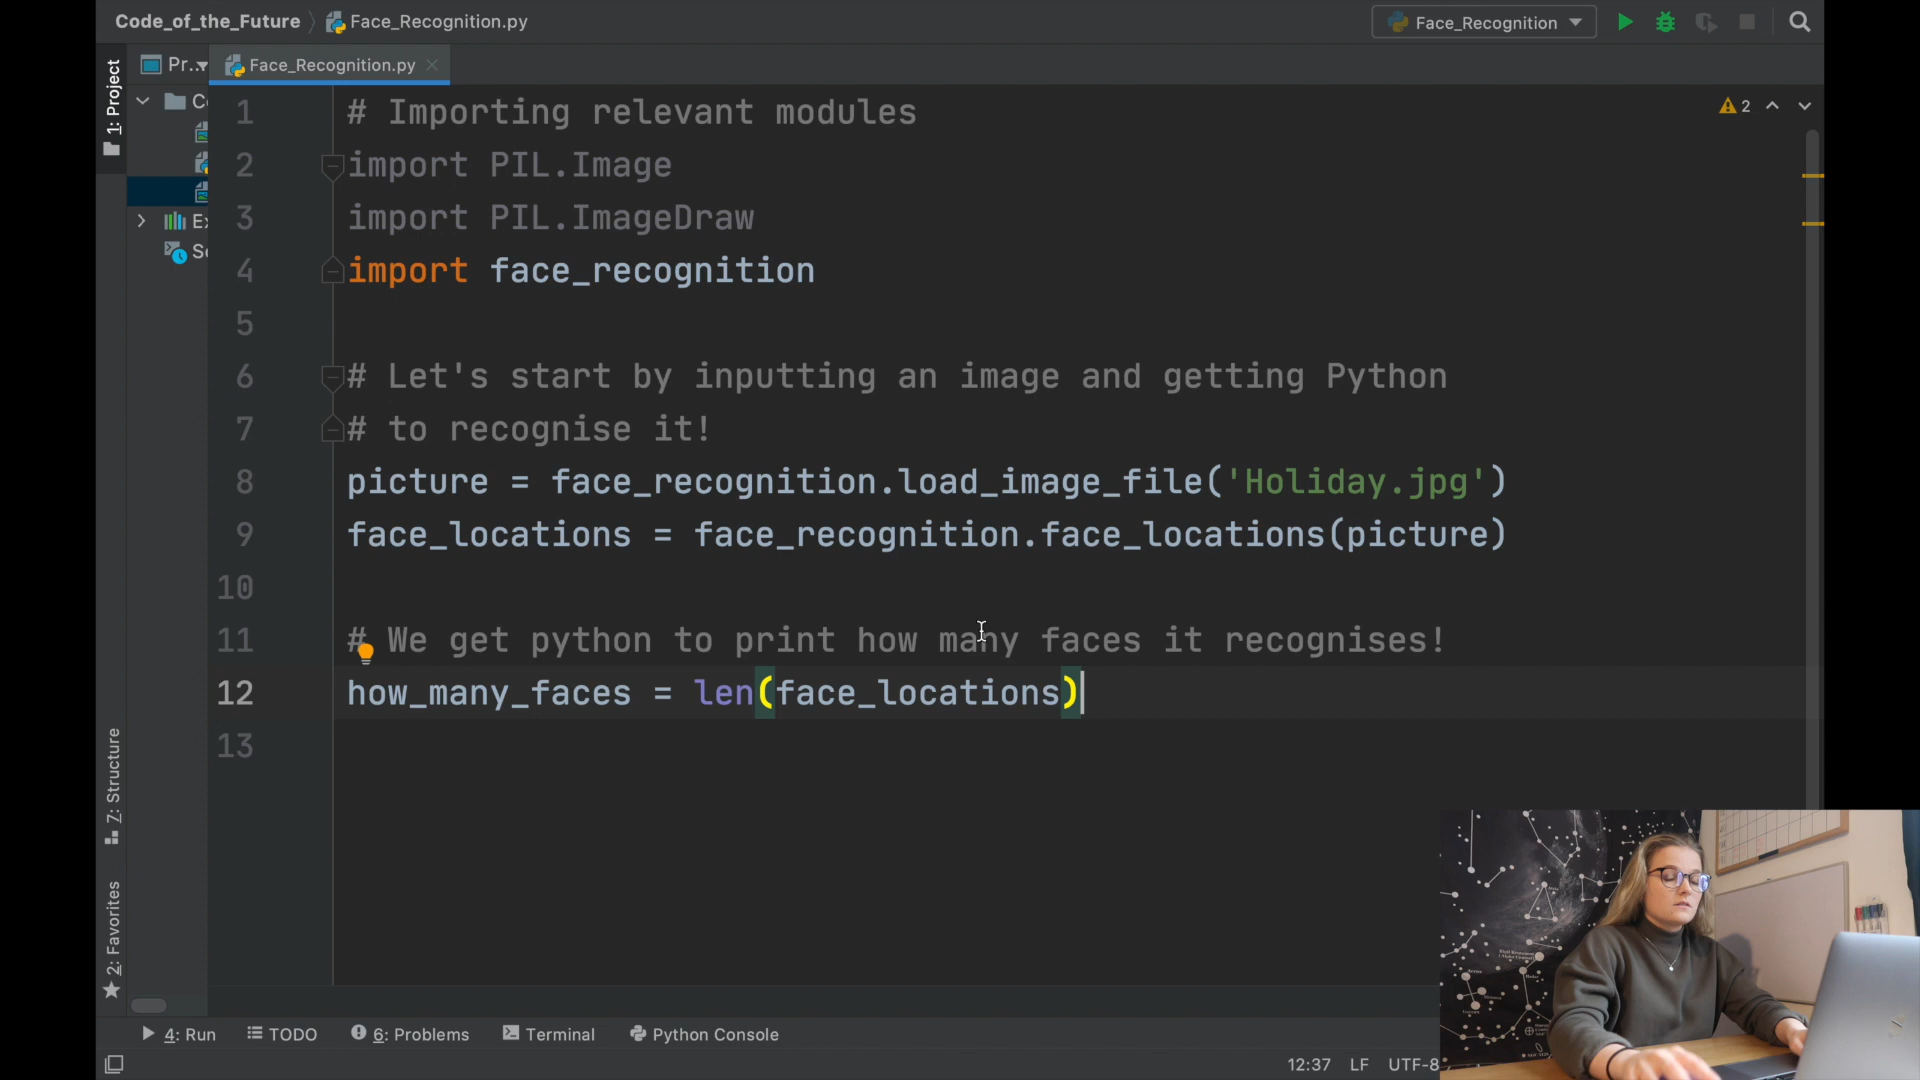 Code_of_the_Future
Face_Recognition.py
Face_Recognition
1: Project
Pr..
Face_Recognition.py
2
1 # Importing relevant modules
2 import PIL.Image
3 import PIL.ImageDraw
4 import face_recognition
5
6 # Let's start by inputting an image and getting Python
7 # to recognise it!
8 picture = face_recognition.load_image_file('Holiday.jpg')
9 face_locations = face_recognition.face_locations(picture)
10
11 # We get python to print how many faces it recognises!
12 how_many_faces = len(face_locations)
13
Z: Structure
2: Favorites
4: Run
TODO
6: Problems
Terminal
Python Console
12:37
LF
UTF-8